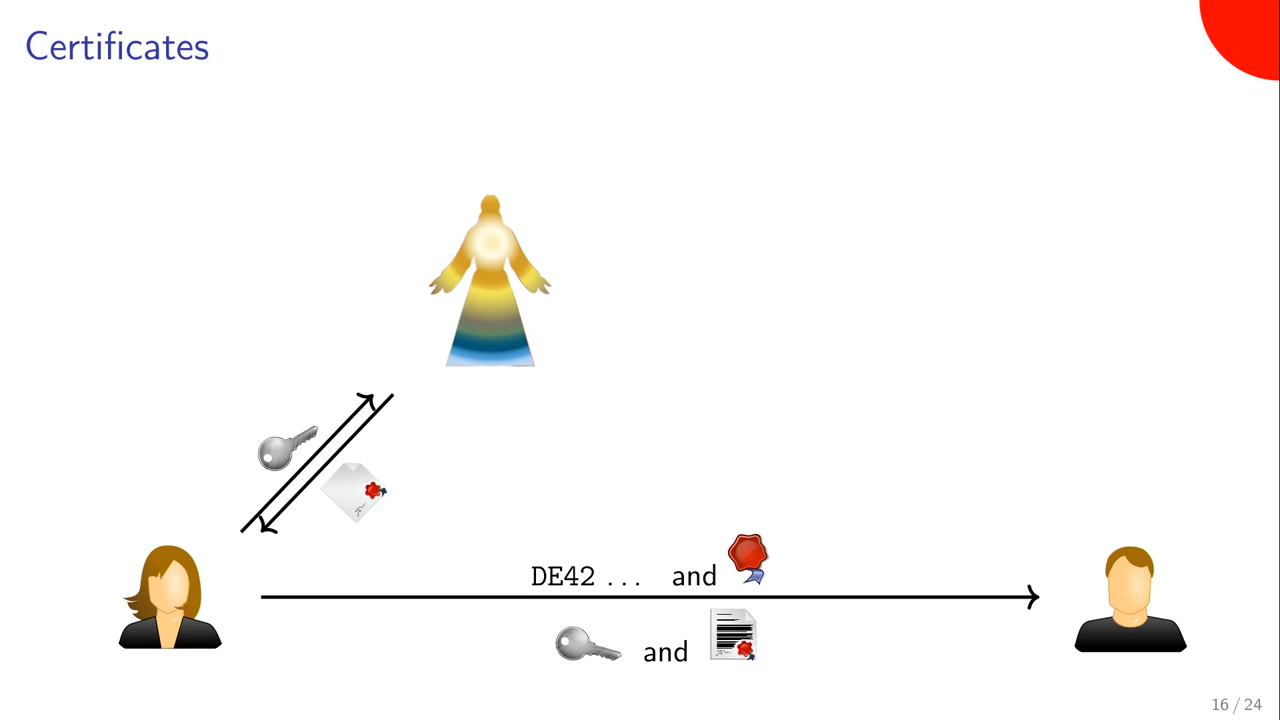 Certificates
DE42 ... and
and
16 / 24